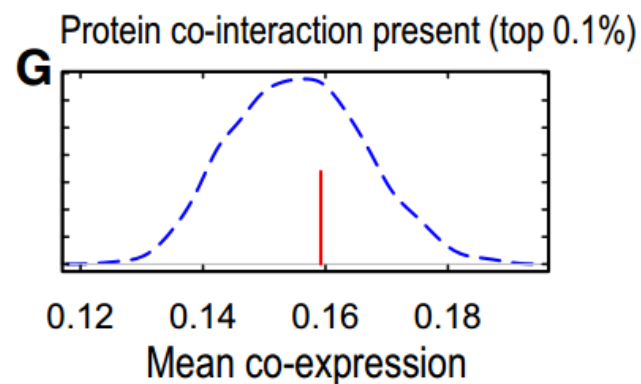 Protein co-interaction present (top 0.1%)
G
0.12 0.14 0.16 0.18
Mean co-expression